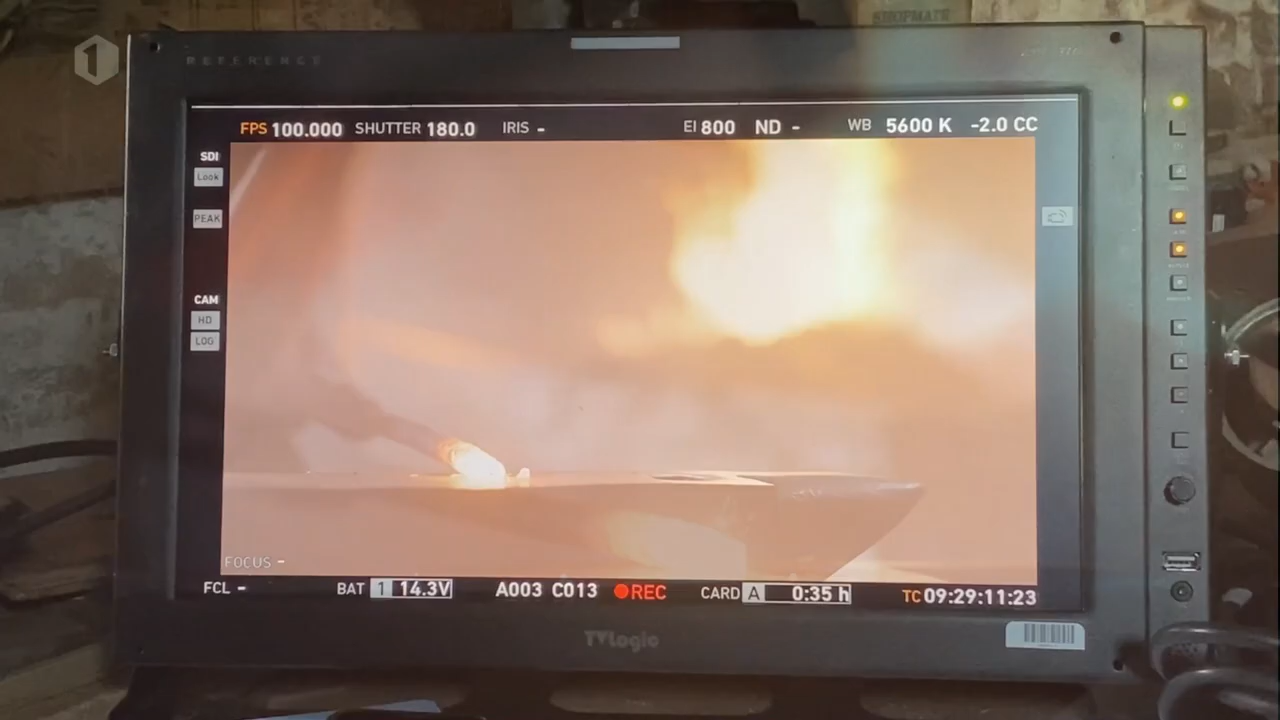 SHOPMATE
1
REFERENCE
FPS 100.000 SHUTTER 180.0 IRIS - EI 800 ND - WB 5600 K -2.0 CC
SDI
Look
PEAK
CAM
HD
LOG
FOCUS -
FCL - BAT 1 14.3V A003 C013 REC CARD A 0:35 h TC 09:29:11:23
TVLogic